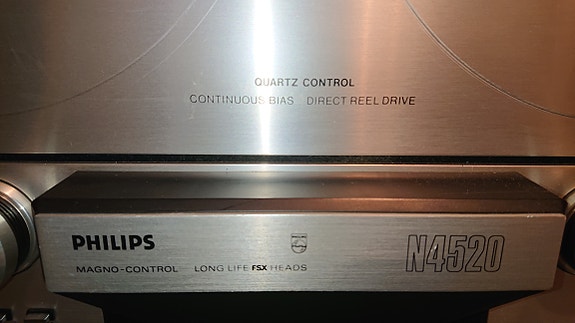 QUARTZ CONTROL
CONTINUOUS BIAS DIRECT REEL DRIVE
PHILIPS N4520
MAGNO-CONTROL LONG LIFE FSX HEADS